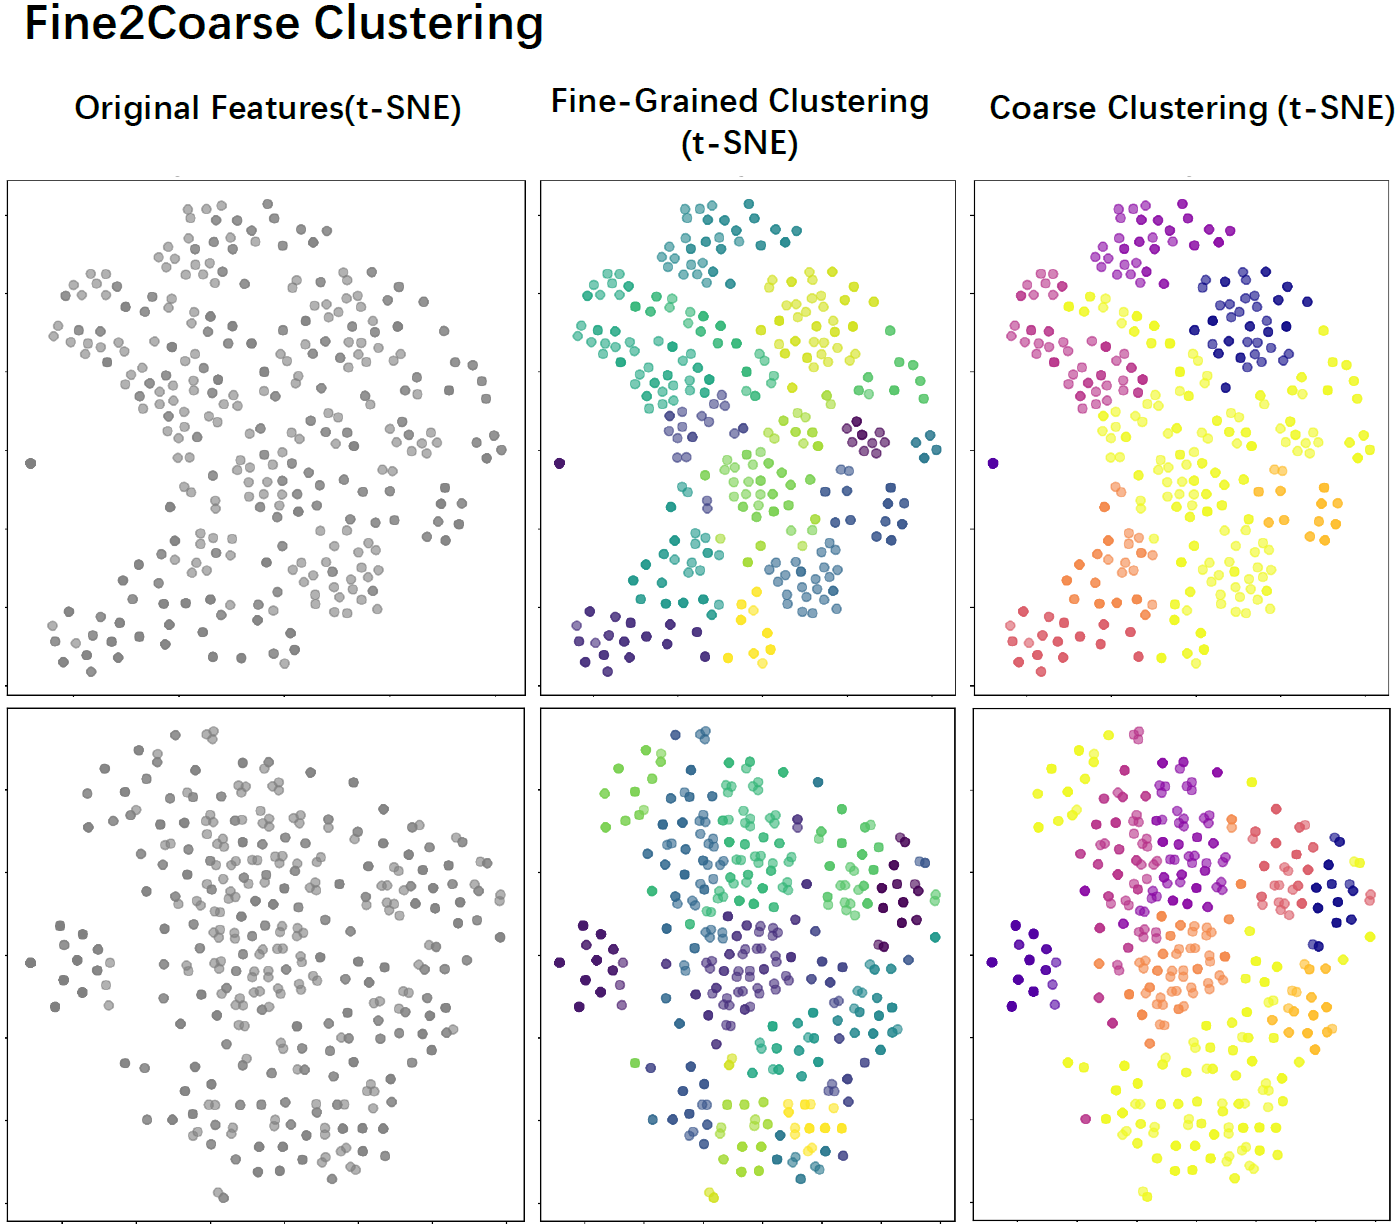 Fine2Coarse Clustering
Original Features(t-SNE)
Fine-Grained Clustering
(t-SNE)
Coarse Clustering (t-SNE)